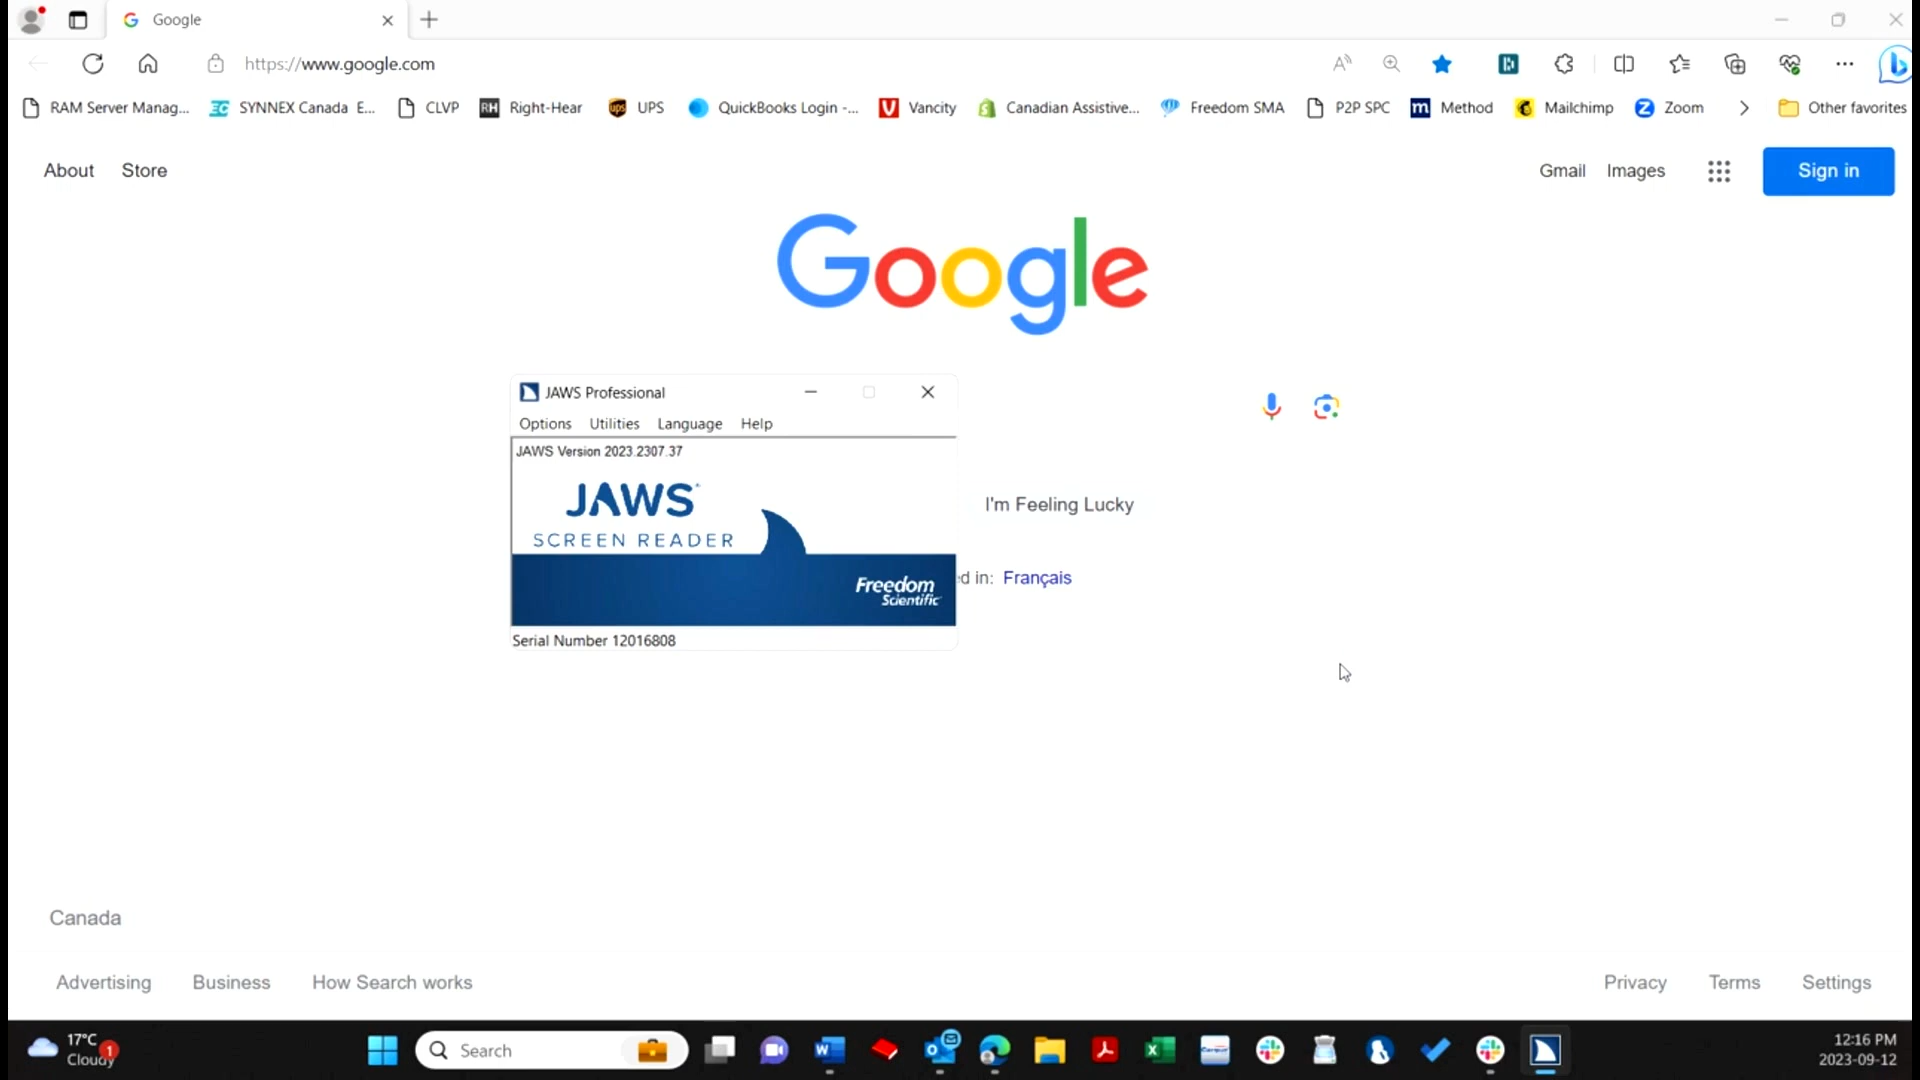 Google
https://www.google.com
RAM Server Manag...
SYNNEX Canada E...
CLVP
RH
Right-Hear
ups
UPS
QuickBooks Login -...
Vancity
Canadian Assistive...
Freedom SMA
P2P SPC
m
Method
Mailchimp
Zoom
Other favorites
About
Store
Gmail
Images
Sign in
Google
JAWS Professional
Options
Utilities
Language
Help
JAWS Version 2023.2307.37
JAWS
SCREEN READER
Freedom
Scientific
Serial Number 12016808
I'm Feeling Lucky
d in: Français
Canada
Advertising
Business
How Search works
Privacy
Terms
Settings
17°C
1
Cloudy
Search
12:16 PM
2023-09-12